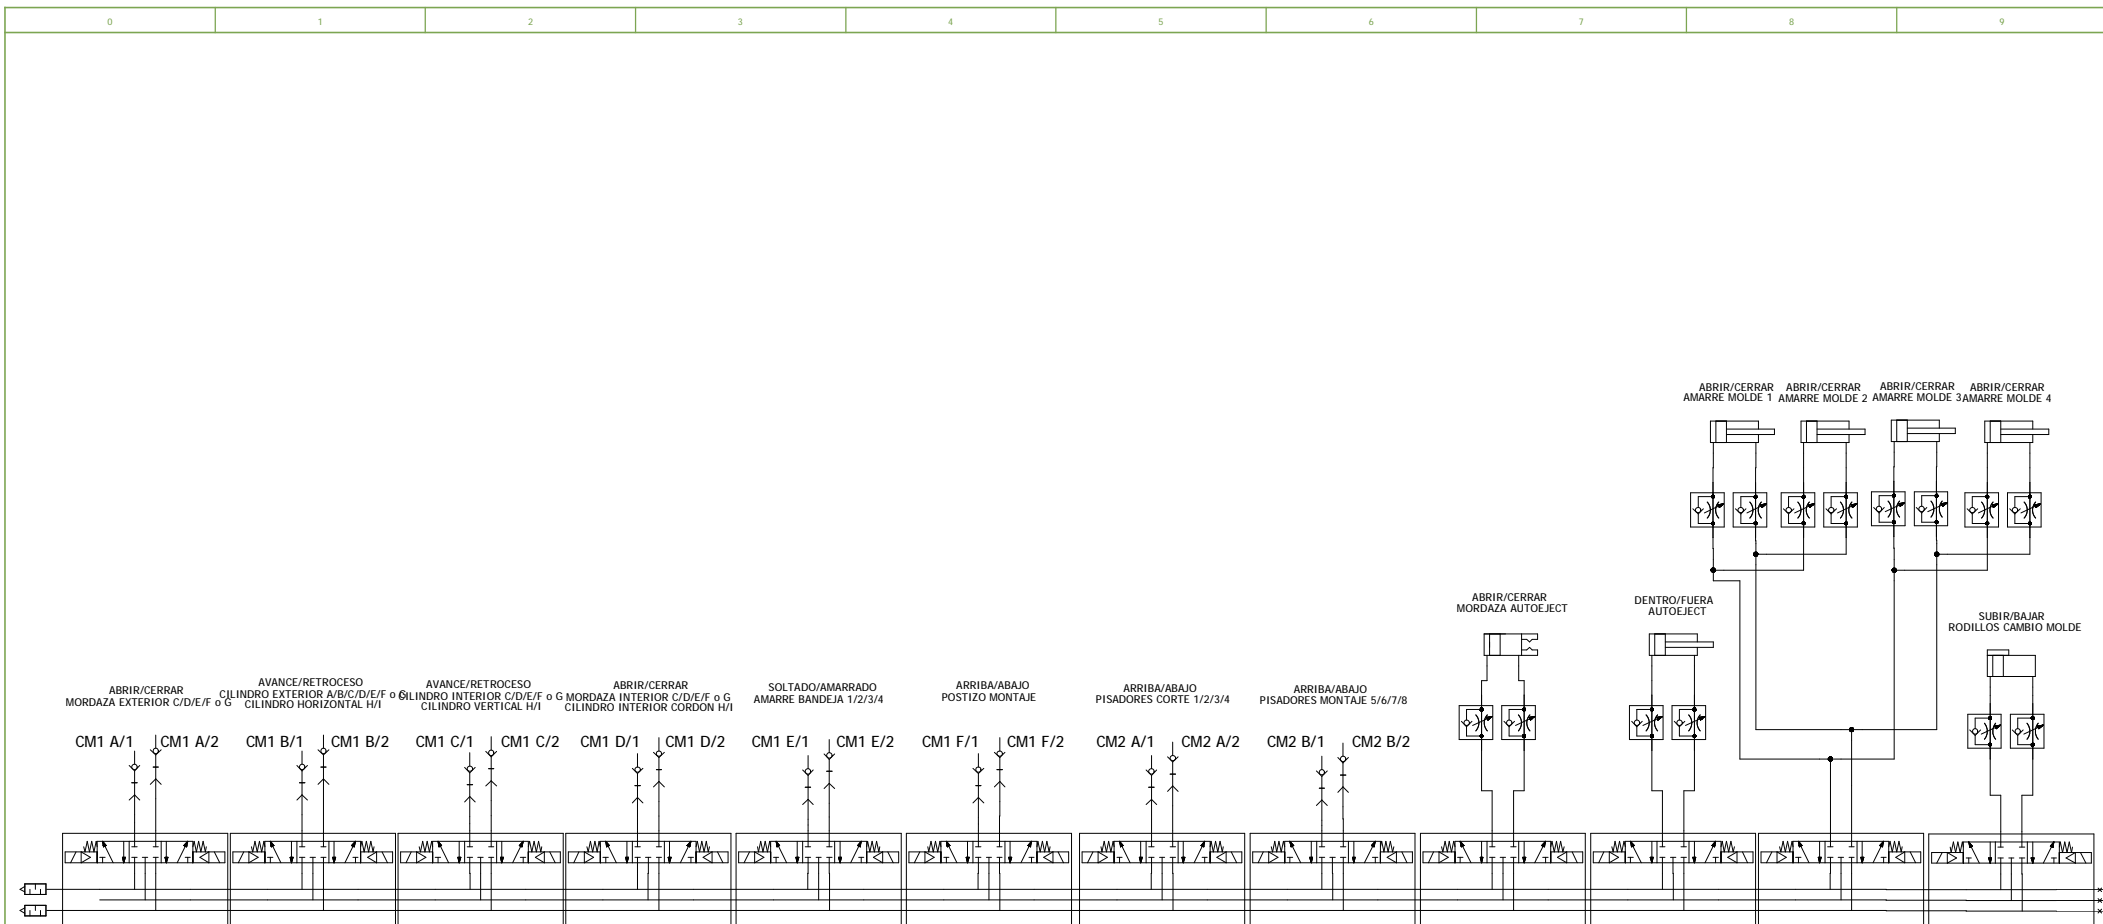 0 1 2 3 4 5 6 7 8 9
ABRIR/CERRAR ABRIR/CERRAR ABRIR/CERRAR ABRIR/CERRAR
AMARRE MOLDE 1 AMARRE MOLDE 2 AMARRE MOLDE 3 AMARRE MOLDE 4
ABRIR/CERRAR
MORDAZA AUTOEJECT
DENTRO/FUERA
AUTOEJECT
SUBIR/BAJAR
RODILLOS CAMBIO MOLDE
ABRIR/CERRAR
MORDAZA EXTERIOR C/D/E/F o G
AVANCE/RETROCESO
CILINDRO EXTERIOR A/B/C/D/E/F o G
CILINDRO HORIZONTAL H/I
AVANCE/RETROCESO
CILINDRO INTERIOR C/D/E/F o G
CILINDRO VERTICAL H/I
ABRIR/CERRAR
MORDAZA INTERIOR C/D/E/F o G
CILINDRO INTERIOR CORDON H/I
SOLTADO/AMARRADO
AMARRE BANDEJA 1/2/3/4
ARRIBA/ABAJO
POSTIZO MONTAJE
ARRIBA/ABAJO
PISADORES CORTE 1/2/3/4
ARRIBA/ABAJO
PISADORES MONTAJE 5/6/7/8
CM1 A/1 CM1 A/2 CM1 B/1 CM1 B/2 CM1 C/1 CM1 C/2 CM1 D/1 CM1 D/2 CM1 E/1 CM1 E/2 CM1 F/1 CM1 F/2 CM2 A/1 CM2 A/2 CM2 B/1 CM2 B/2